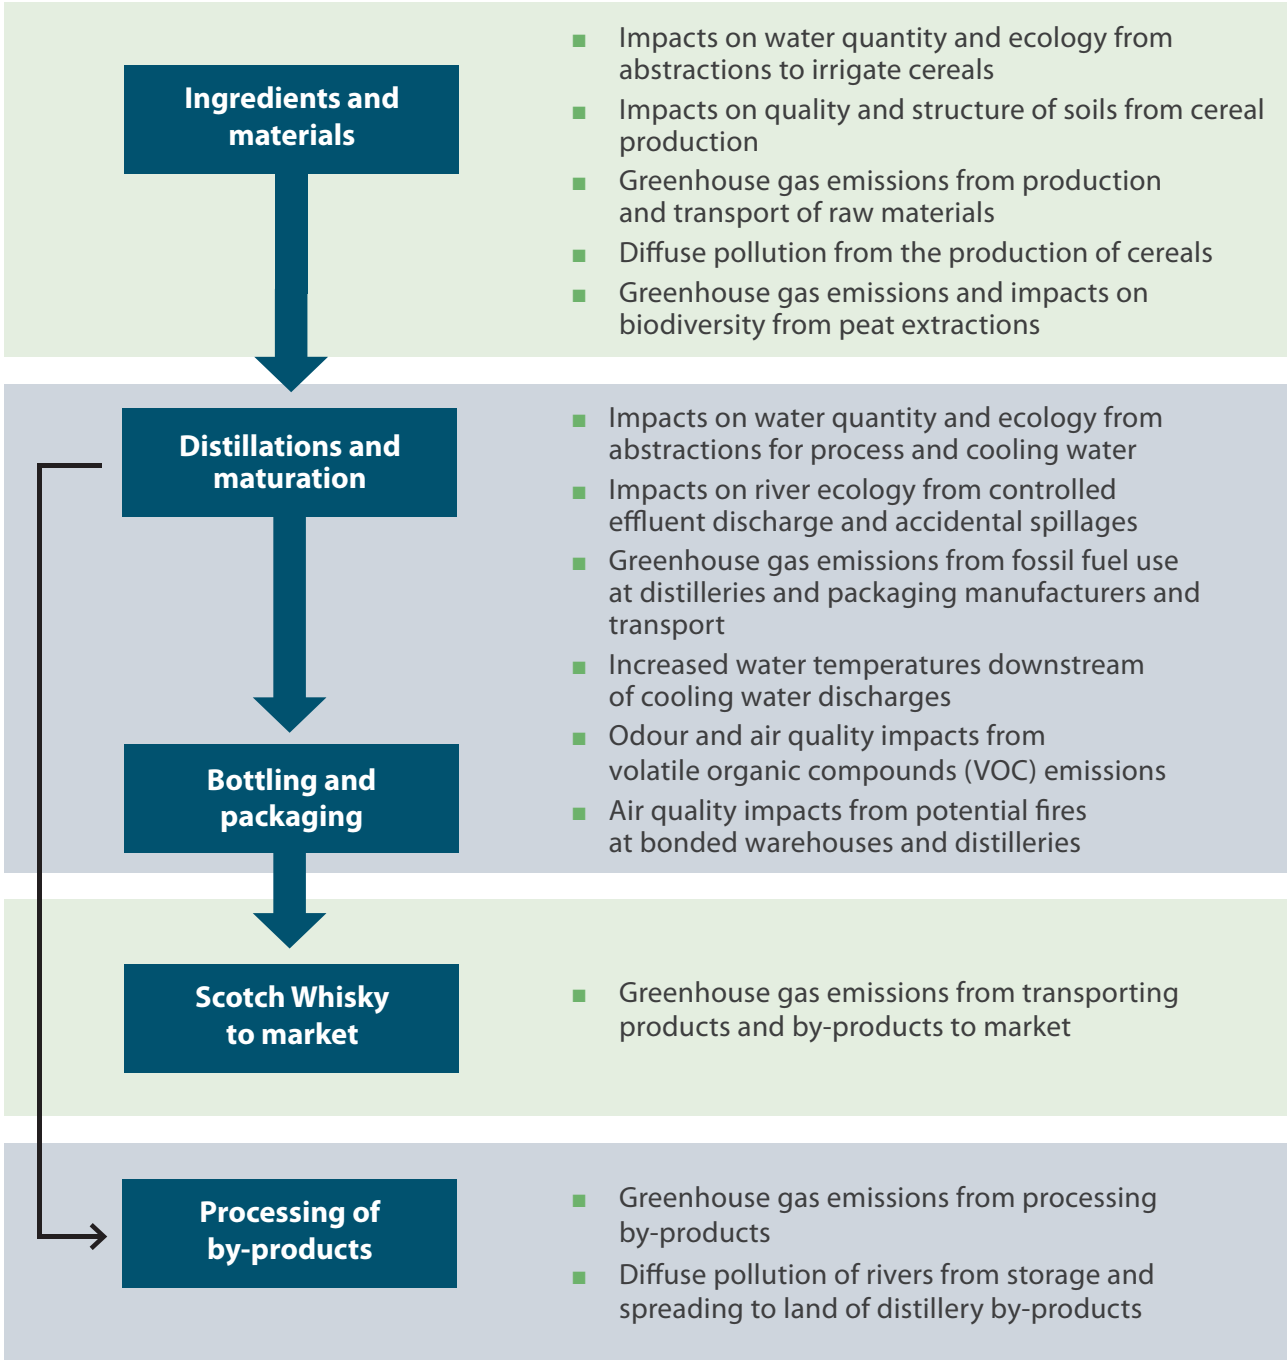 Ingredients and
materials
■ Impacts on water quantity and ecology from
abstractions to irrigate cereals
■ Impacts on quality and structure of soils from cereal
production
■ Greenhouse gas emissions from production
and transport of raw materials
■ Diffuse pollution from the production of cereals
■ Greenhouse gas emissions and impacts on
biodiversity from peat extractions
Distillations and
maturation
Bottling and
packaging
■ Impacts on water quantity and ecology from
abstractions for process and cooling water
■ Impacts on river ecology from controlled
effluent discharge and accidental spillages
■ Greenhouse gas emissions from fossil fuel use
at distilleries and packaging manufacturers and
transport
■ Increased water temperatures downstream
of cooling water discharges
■ Odour and air quality impacts from
volatile organic compounds (VOC) emissions
■ Air quality impacts from potential fires
at bonded warehouses and distilleries
Scotch Whisky
to market
■ Greenhouse gas emissions from transporting
products and by-products to market
Processing of
by-products
■ Greenhouse gas emissions from processing
by-products
■ Diffuse pollution of rivers from storage and
spreading to land of distillery by-products